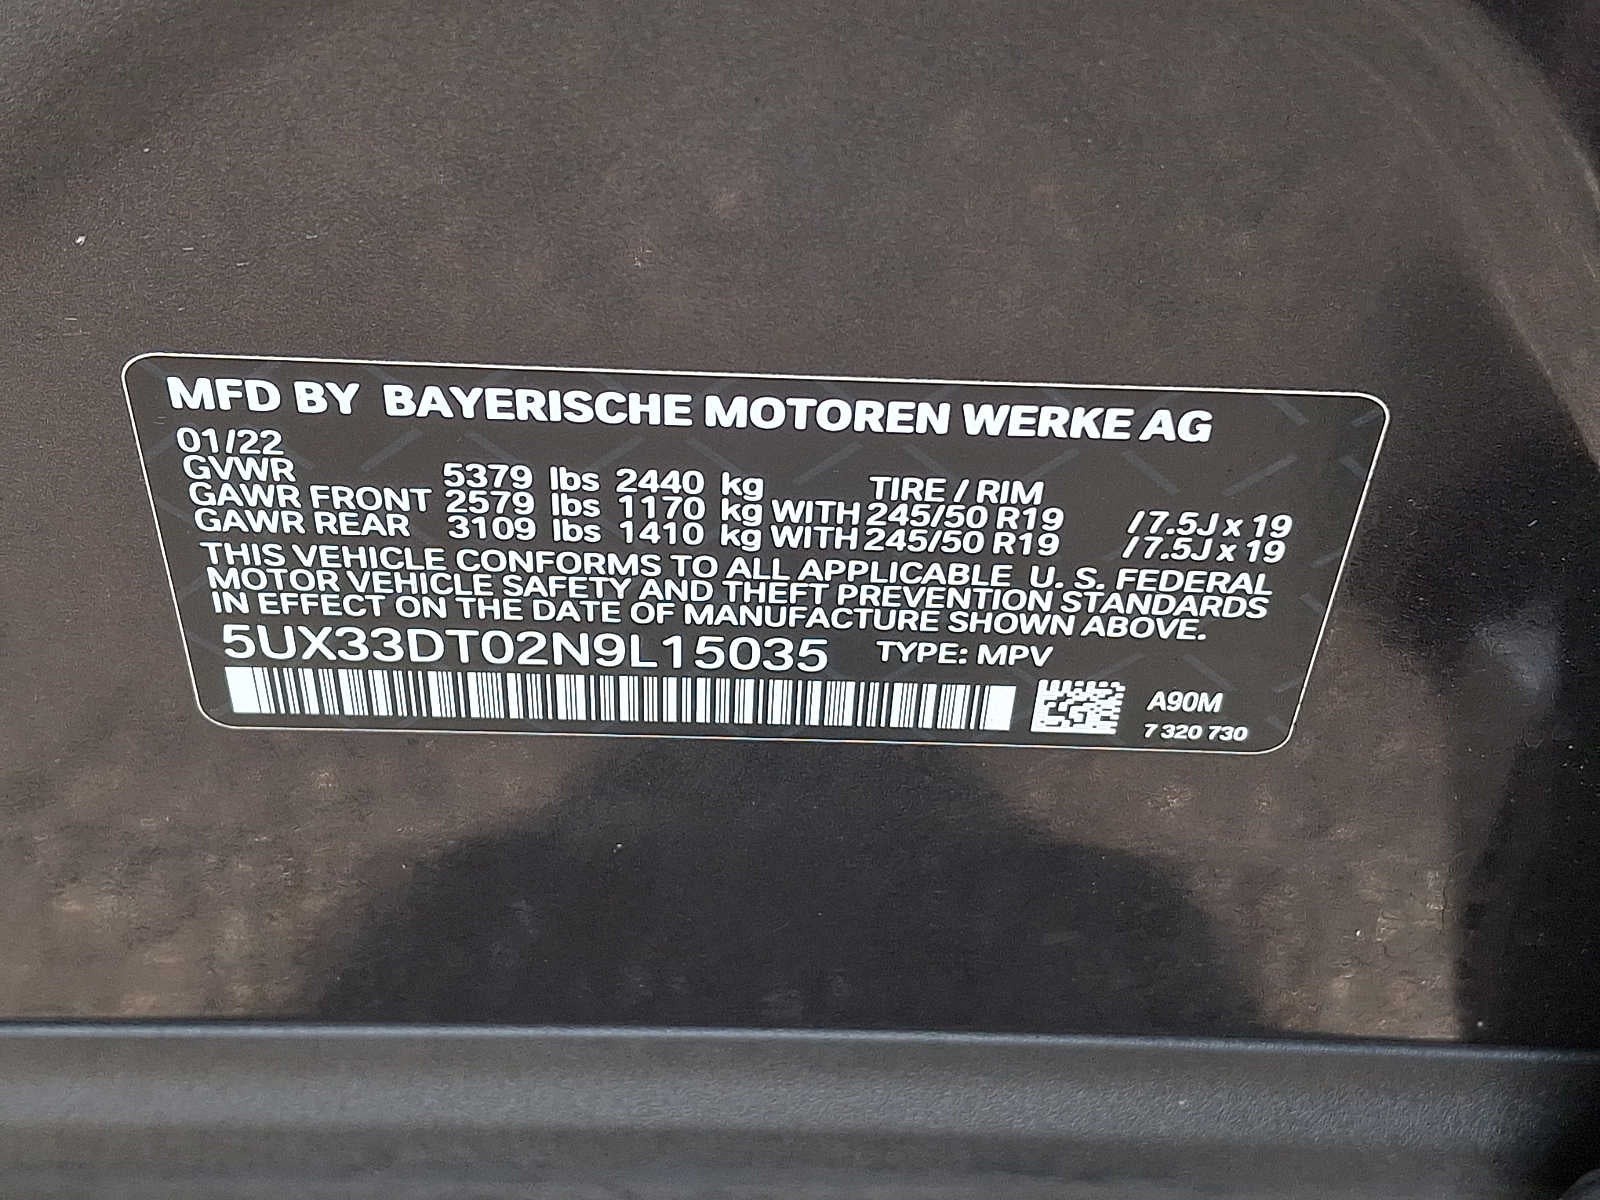 MFD BY BAYERISCHE MOTOREN WERKE AG
01/22
GVWR 5379 lbs 2440 kg TIRE / RIM
GAWR FRONT 2579 lbs 1170 kg WITH 245/50 R19 / 7.5J x 19
GAWR REAR 3109 lbs 1410 kg WITH 245/50 R19 / 7.5J x 19
THIS VEHICLE CONFORMS TO ALL APPLICABLE U. S. FEDERAL
MOTOR VEHICLE SAFETY AND THEFT PREVENTION STANDARDS
IN EFFECT ON THE DATE OF MANUFACTURE SHOWN ABOVE.
5UX33DT02N9L15035 TYPE: MPV
A90M
7 320 730